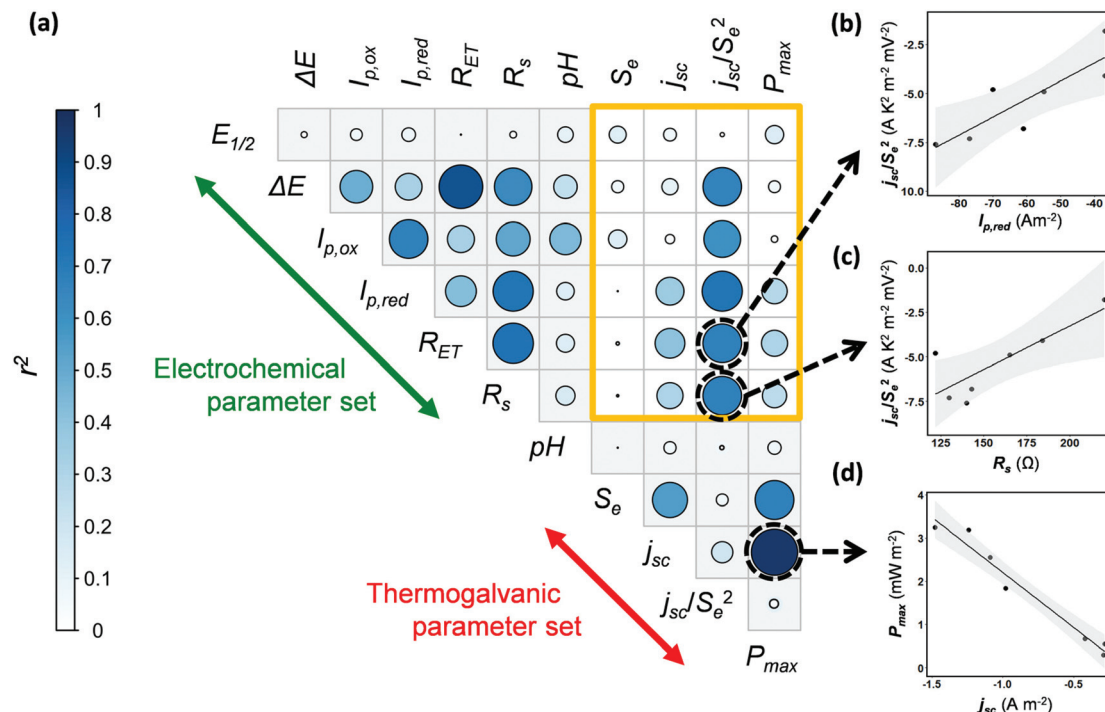 (a)
ΔE
I_p,ox
I_p,red
R_ET
R_s
pH
S_e
j_sc
j_sc/S_e²
P_max
E_1/2
ΔE
I_p,ox
I_p,red
R_ET
R_s
pH
S_e
j_sc
j_sc/S_e²
P_max
r²
1
0.9
0.8
0.7
0.6
0.5
0.4
0.3
0.2
0.1
0
Electrochemical
parameter set
Thermogalvanic
parameter set
(b)
j_sc/S_e² (A K² m⁻² mV⁻²)
-2.5
-5.0
-7.5
10.0
-80 -70 -60 -50 -40
I_p,red (Am⁻²)
(c)
j_sc/S_e² (A K² m⁻² mV⁻²)
0.0
-2.5
-5.0
-7.5
125 150 175 200
R_s (Ω)
(d)
P_max (mW m⁻²)
4
3
2
1
0
-1.5 -1.0 -0.5
j_sc (A m⁻²)